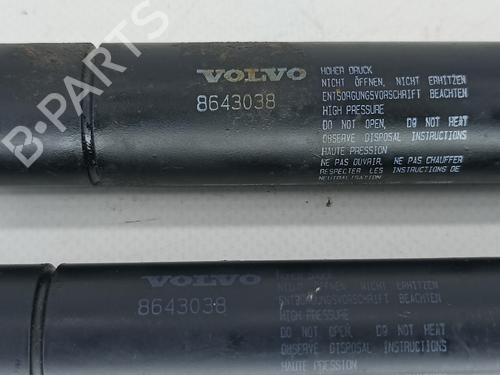 B-PARTS
VOLVO
8643038
HOHER DRUCK
NICHT ÖFFNEN, NICHT ERHITZEN
ENTSORGUNGSVORSCHRIFT BEACHTEN
HIGH PRESSURE
DO NOT OPEN, DO NOT HEAT
OBSERVE DISPOSAL INSTRUCTIONS
HAUTE PRESSION
NE PAS OUVRIR, NE PAS CHAUFFER
RESPECTER LES INSTRUCTIONS DE
NEUTRALISATION
VOLVO
8643038
NICHT ÖFFNEN, NICHT ERHITZEN
ENTSORGUNGSVORSCHRIFT BEACHTEN
HIGH PRESSURE
DO NOT OPEN, DO NOT HEAT
OBSERVE DISPOSAL INSTRUCTIONS
HAUTE PRESSION